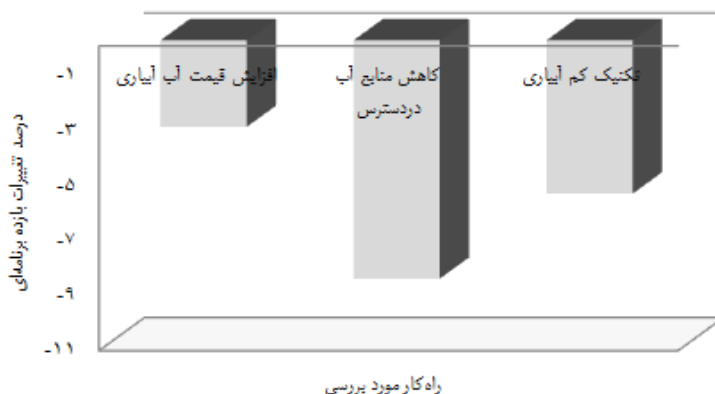 افزایش قیمت آب آبیاری
کاهش منابع آب
دردسترس
تکنیک کم آبیاری
-۱
-۳
-۵
-۷
-۹
-۱۱
درصد تغییرات بازده برنامه‌ای
راه‌کار مورد بررسی